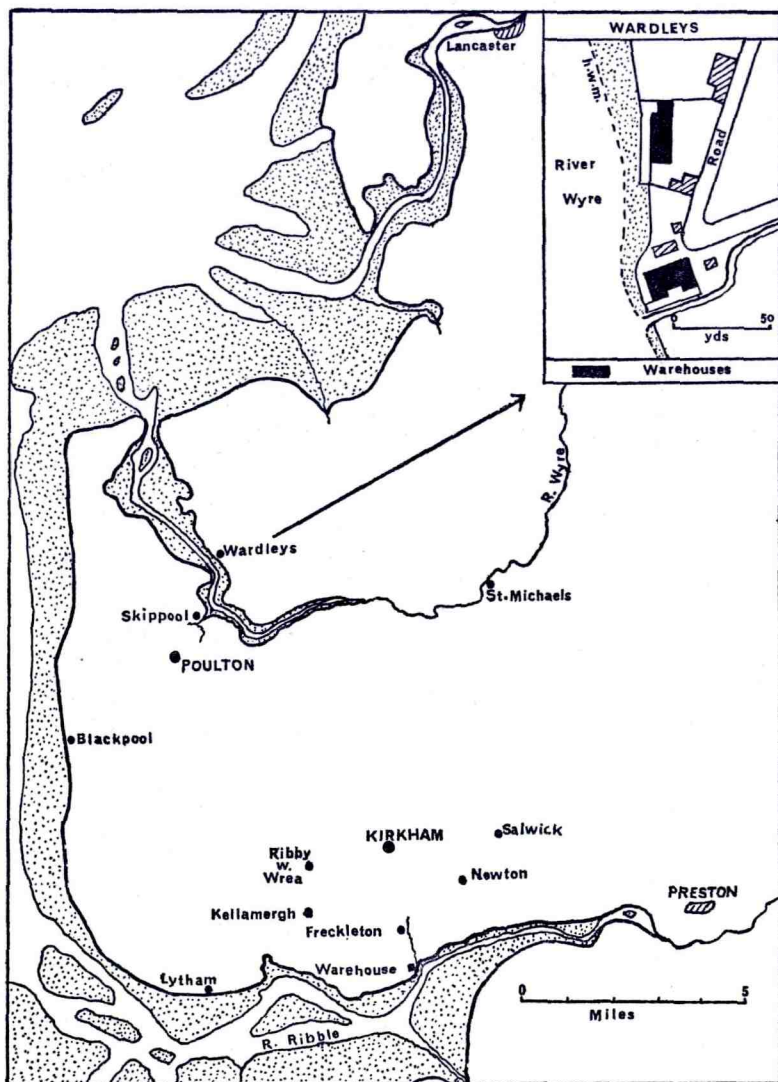 Lancaster
WARDLEYS
h.w.m.
River
Wyre
Road
0 50
yds
Warehouses
R. Wyre
Wardleys
St. Michaels
Skippool
POULTON
Blackpool
KIRKHAM
Salwick
Ribby
w.
Wrea
Newton
PRESTON
Kellamergh
Freckleton
Warehouse
Lytham
0 5
Miles
R. Ribble